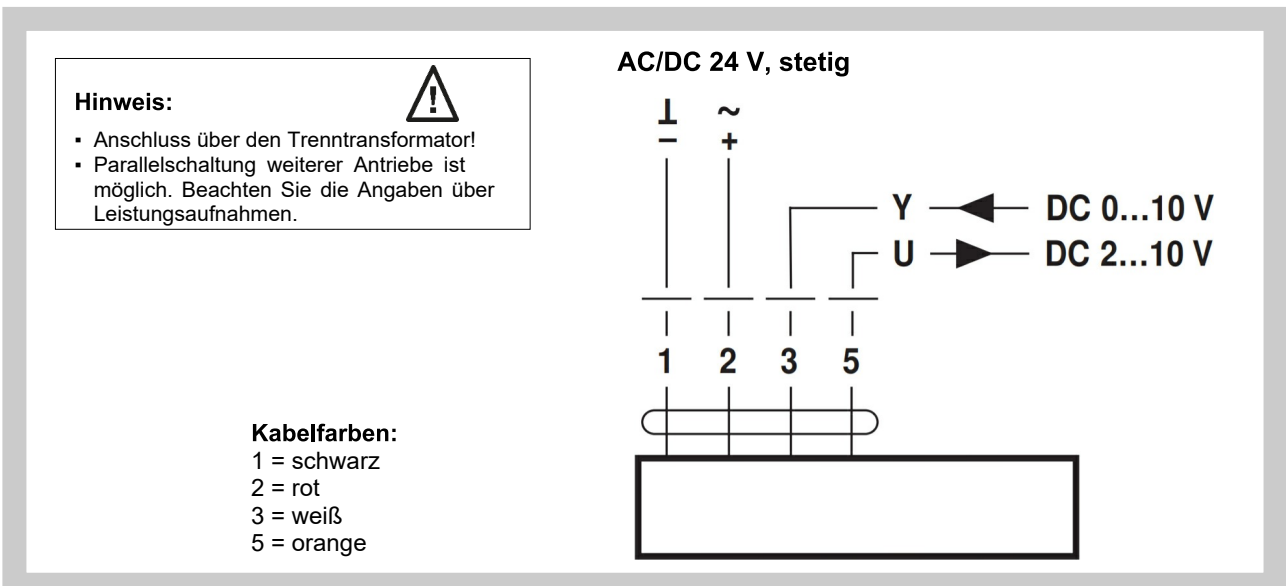 Hinweis:
▪ Anschluss über den Trenntransformator!
▪ Parallelschaltung weiterer Antriebe ist
möglich. Beachten Sie die Angaben über
Leistungsaufnahmen.
AC/DC 24 V, stetig
⊥ ~
− +
Y DC 0...10 V
U DC 2...10 V
1 2 3 5
Kabelfarben:
1 = schwarz
2 = rot
3 = weiß
5 = orange